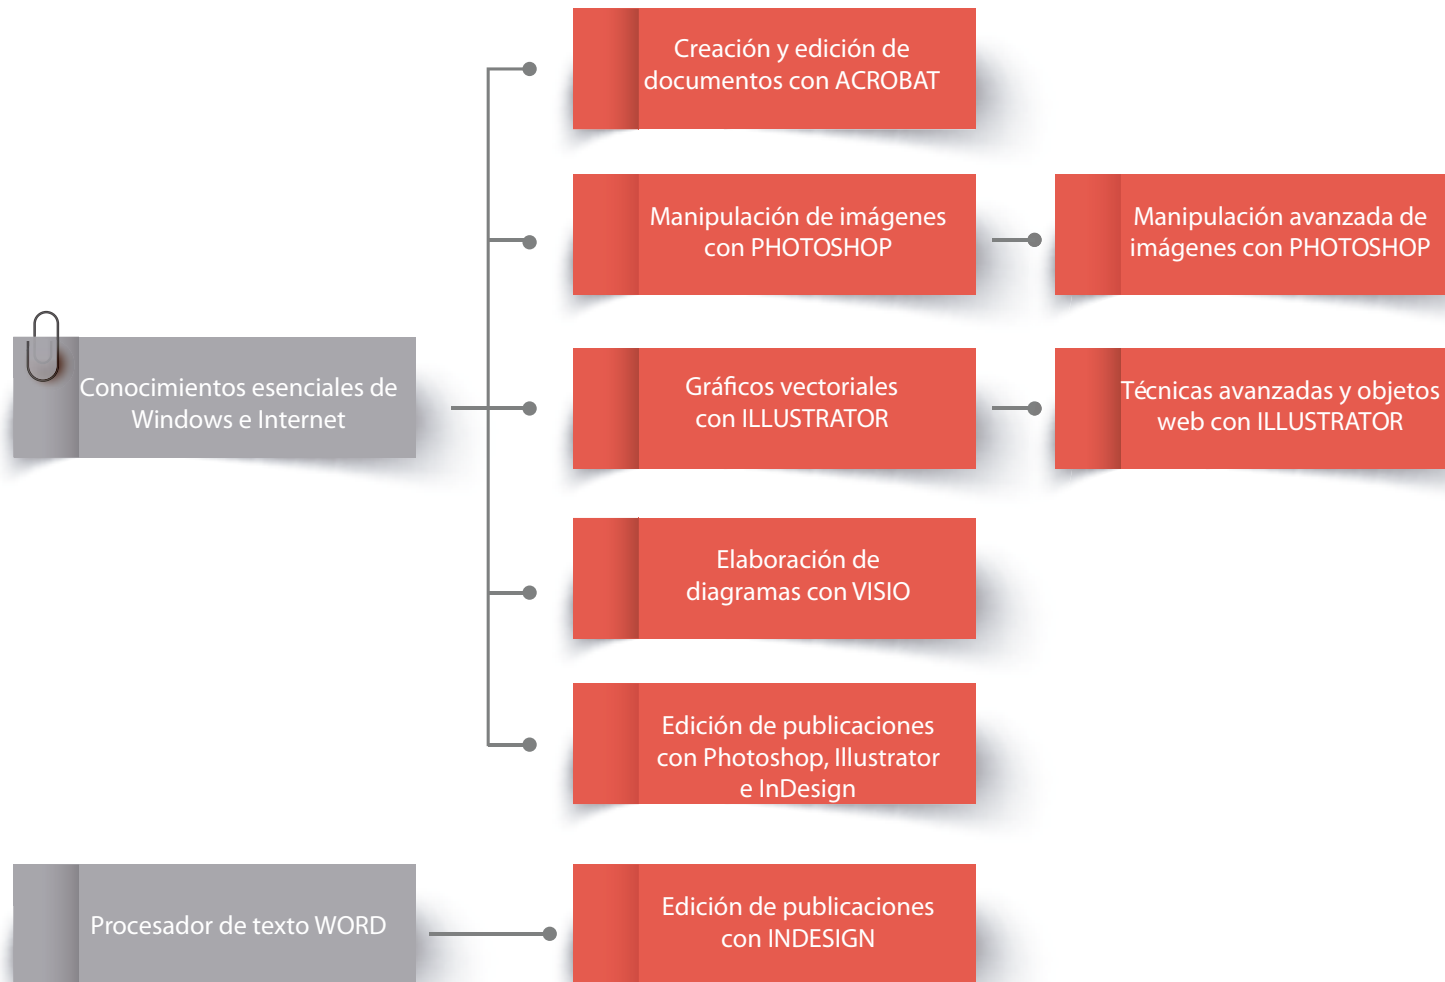 Creación y edición de
documentos con ACROBAT
Manipulación de imágenes
con PHOTOSHOP
Manipulación avanzada de
imágenes con PHOTOSHOP
Conocimientos esenciales de
Windows e Internet
Gráficos vectoriales
con ILLUSTRATOR
Técnicas avanzadas y objetos
web con ILLUSTRATOR
Elaboración de
diagramas con VISIO
Edición de publicaciones
con Photoshop, Illustrator
e InDesign
Procesador de texto WORD
Edición de publicaciones
con INDESIGN